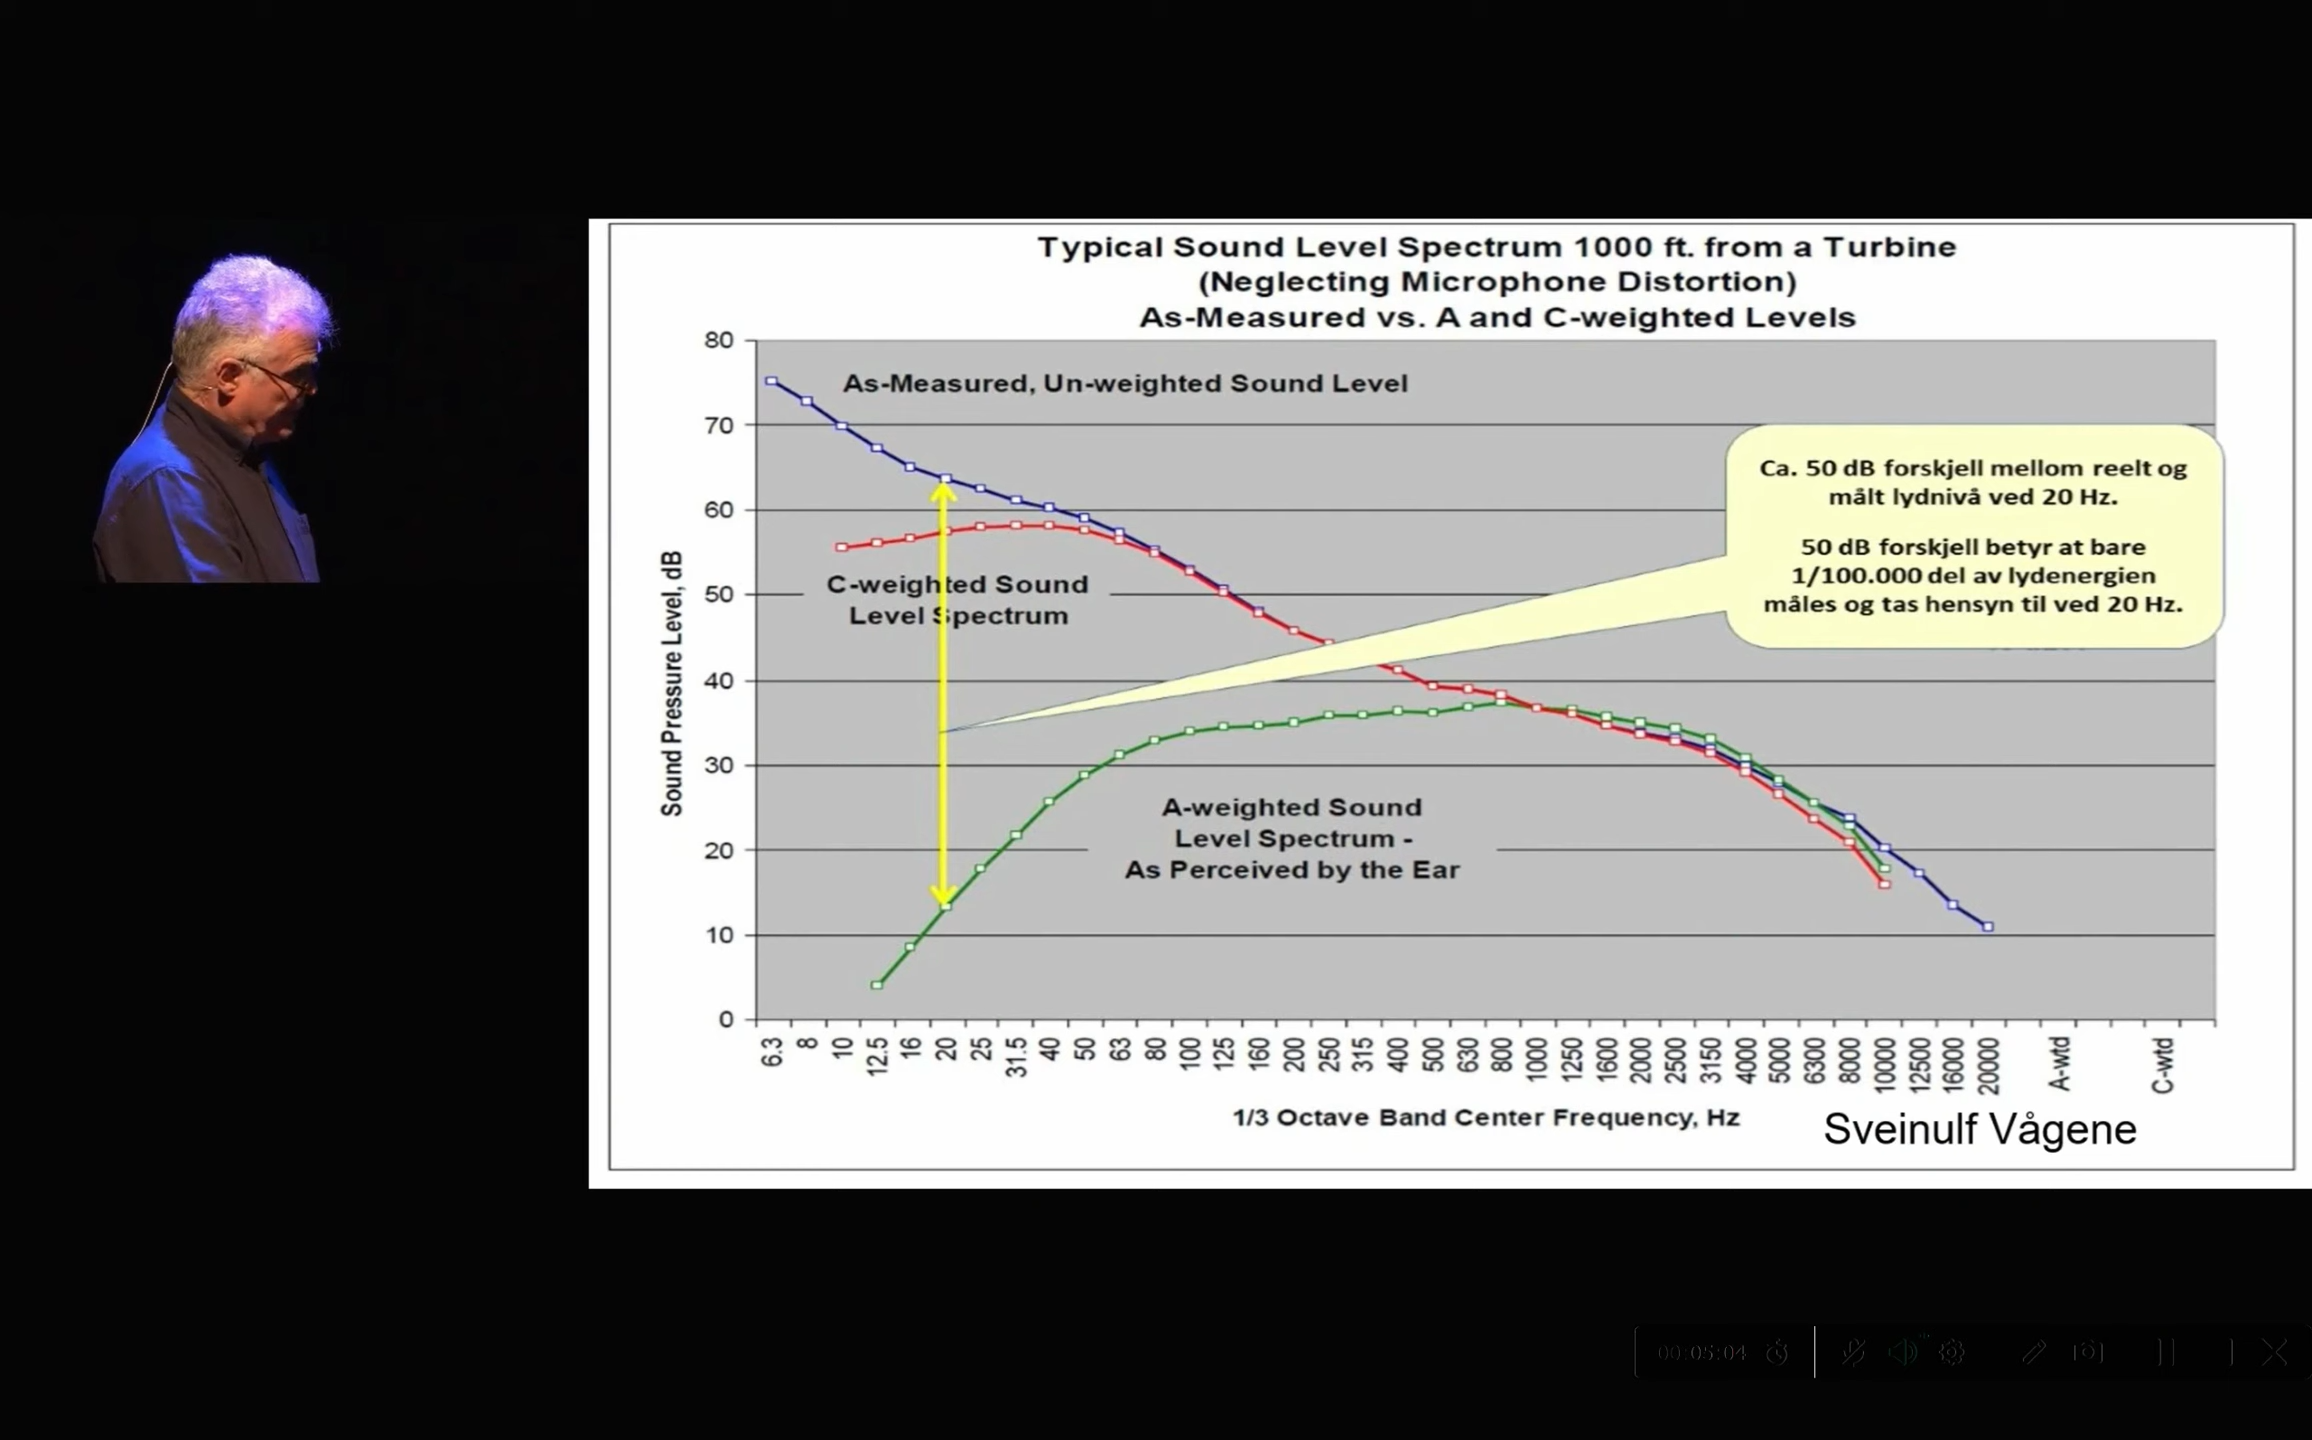 Typical Sound Level Spectrum 1000 ft. from a Turbine
(Neglecting Microphone Distortion)
As-Measured vs. A and C-weighted Levels
80
70
60
50
40
30
20
10
0
Sound Pressure Level, dB
As-Measured, Un-weighted Sound Level
C-weighted Sound
Level Spectrum
A-weighted Sound
Level Spectrum -
As Perceived by the Ear
Ca. 50 dB forskjell mellom reelt og
målt lydnivå ved 20 Hz.
50 dB forskjell betyr at bare
1/100.000 del av lydenergien
måles og tas hensyn til ved 20 Hz.
6.3 8 10 12.5 16 20 25 31.5 40 50 63 80 100 125 160 200 250 315 400 500 630 800 1000 1250 1600 2000 2500 3150 4000 5000 6300 8000 10000 12500 16000 20000 A-wtd C-wtd
1/3 Octave Band Center Frequency, Hz
Sveinulf Vågene
00:05:04